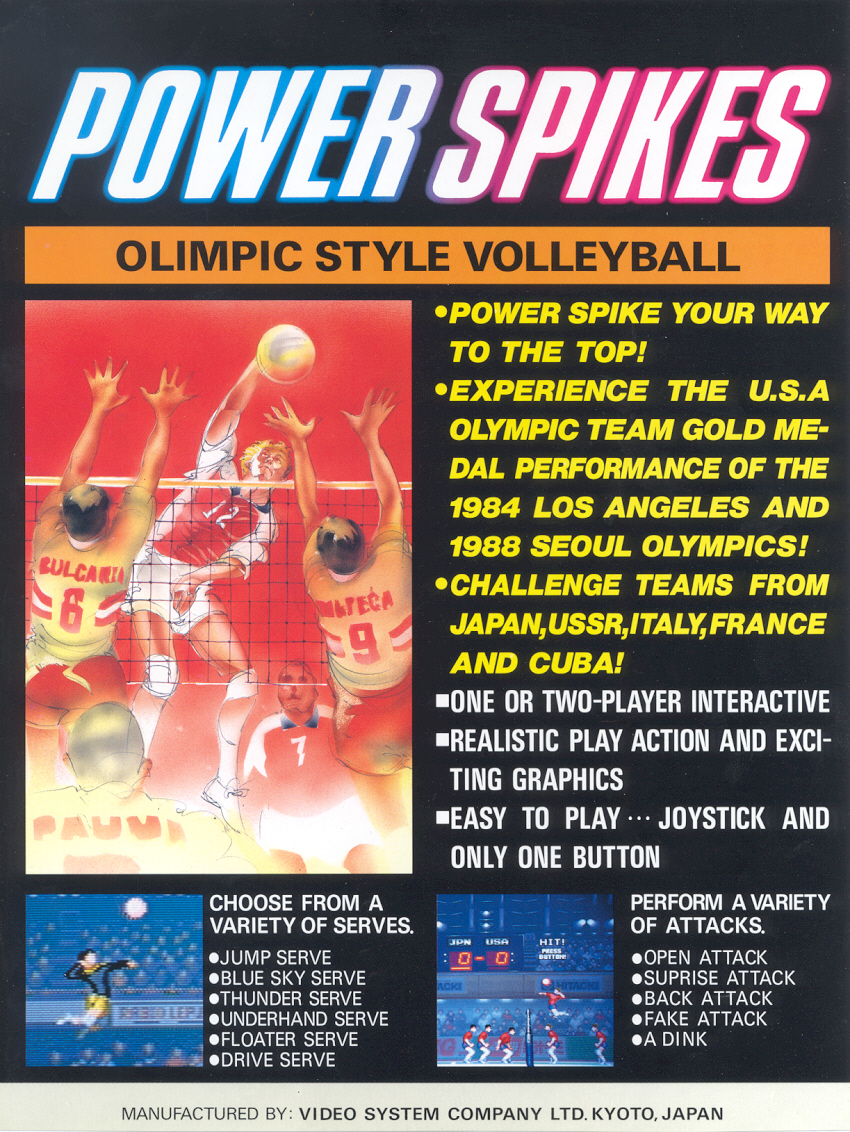 POWER SPIKES
OLIMPIC STYLE VOLLEYBALL
•POWER SPIKE YOUR WAY
TO THE TOP!
•EXPERIENCE THE U.S.A
OLYMPIC TEAM GOLD ME-
DAL PERFORMANCE OF THE
1984 LOS ANGELES AND
1988 SEOUL OLYMPICS!
•CHALLENGE TEAMS FROM
JAPAN,USSR,ITALY,FRANCE
AND CUBA!
■ONE OR TWO-PLAYER INTERACTIVE
■REALISTIC PLAY ACTION AND EXCI-
TING GRAPHICS
■EASY TO PLAY… JOYSTICK AND
ONLY ONE BUTTON
BULGARIA
6
9
7
CHOOSE FROM A
VARIETY OF SERVES.
●JUMP SERVE
●BLUE SKY SERVE
●THUNDER SERVE
●UNDERHAND SERVE
●FLOATER SERVE
●DRIVE SERVE
JPN USA
0-0
HIT!
PRESS
BUTTON!
HITACHI
PERFORM A VARIETY
OF ATTACKS.
●OPEN ATTACK
●SUPRISE ATTACK
●BACK ATTACK
●FAKE ATTACK
●A DINK
MANUFACTURED BY: VIDEO SYSTEM COMPANY LTD. KYOTO, JAPAN